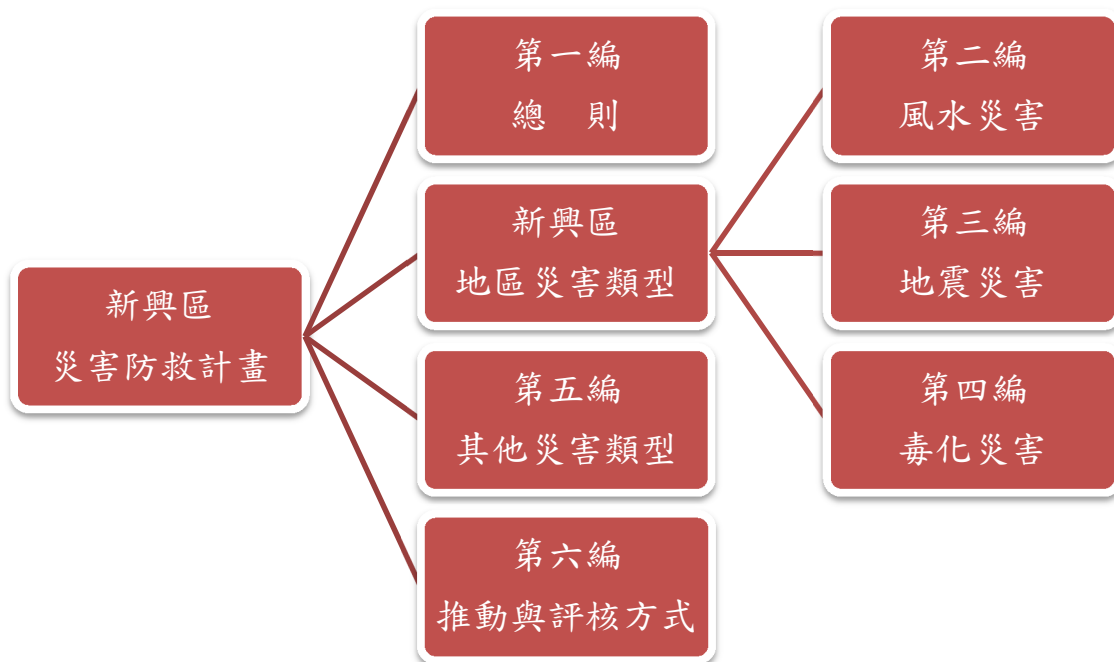 新興區
災害防救計畫
第一編
總　則
新興區
地區災害類型
第五編
其他災害類型
第六編
推動與評核方式
第二編
風水災害
第三編
地震災害
第四編
毒化災害